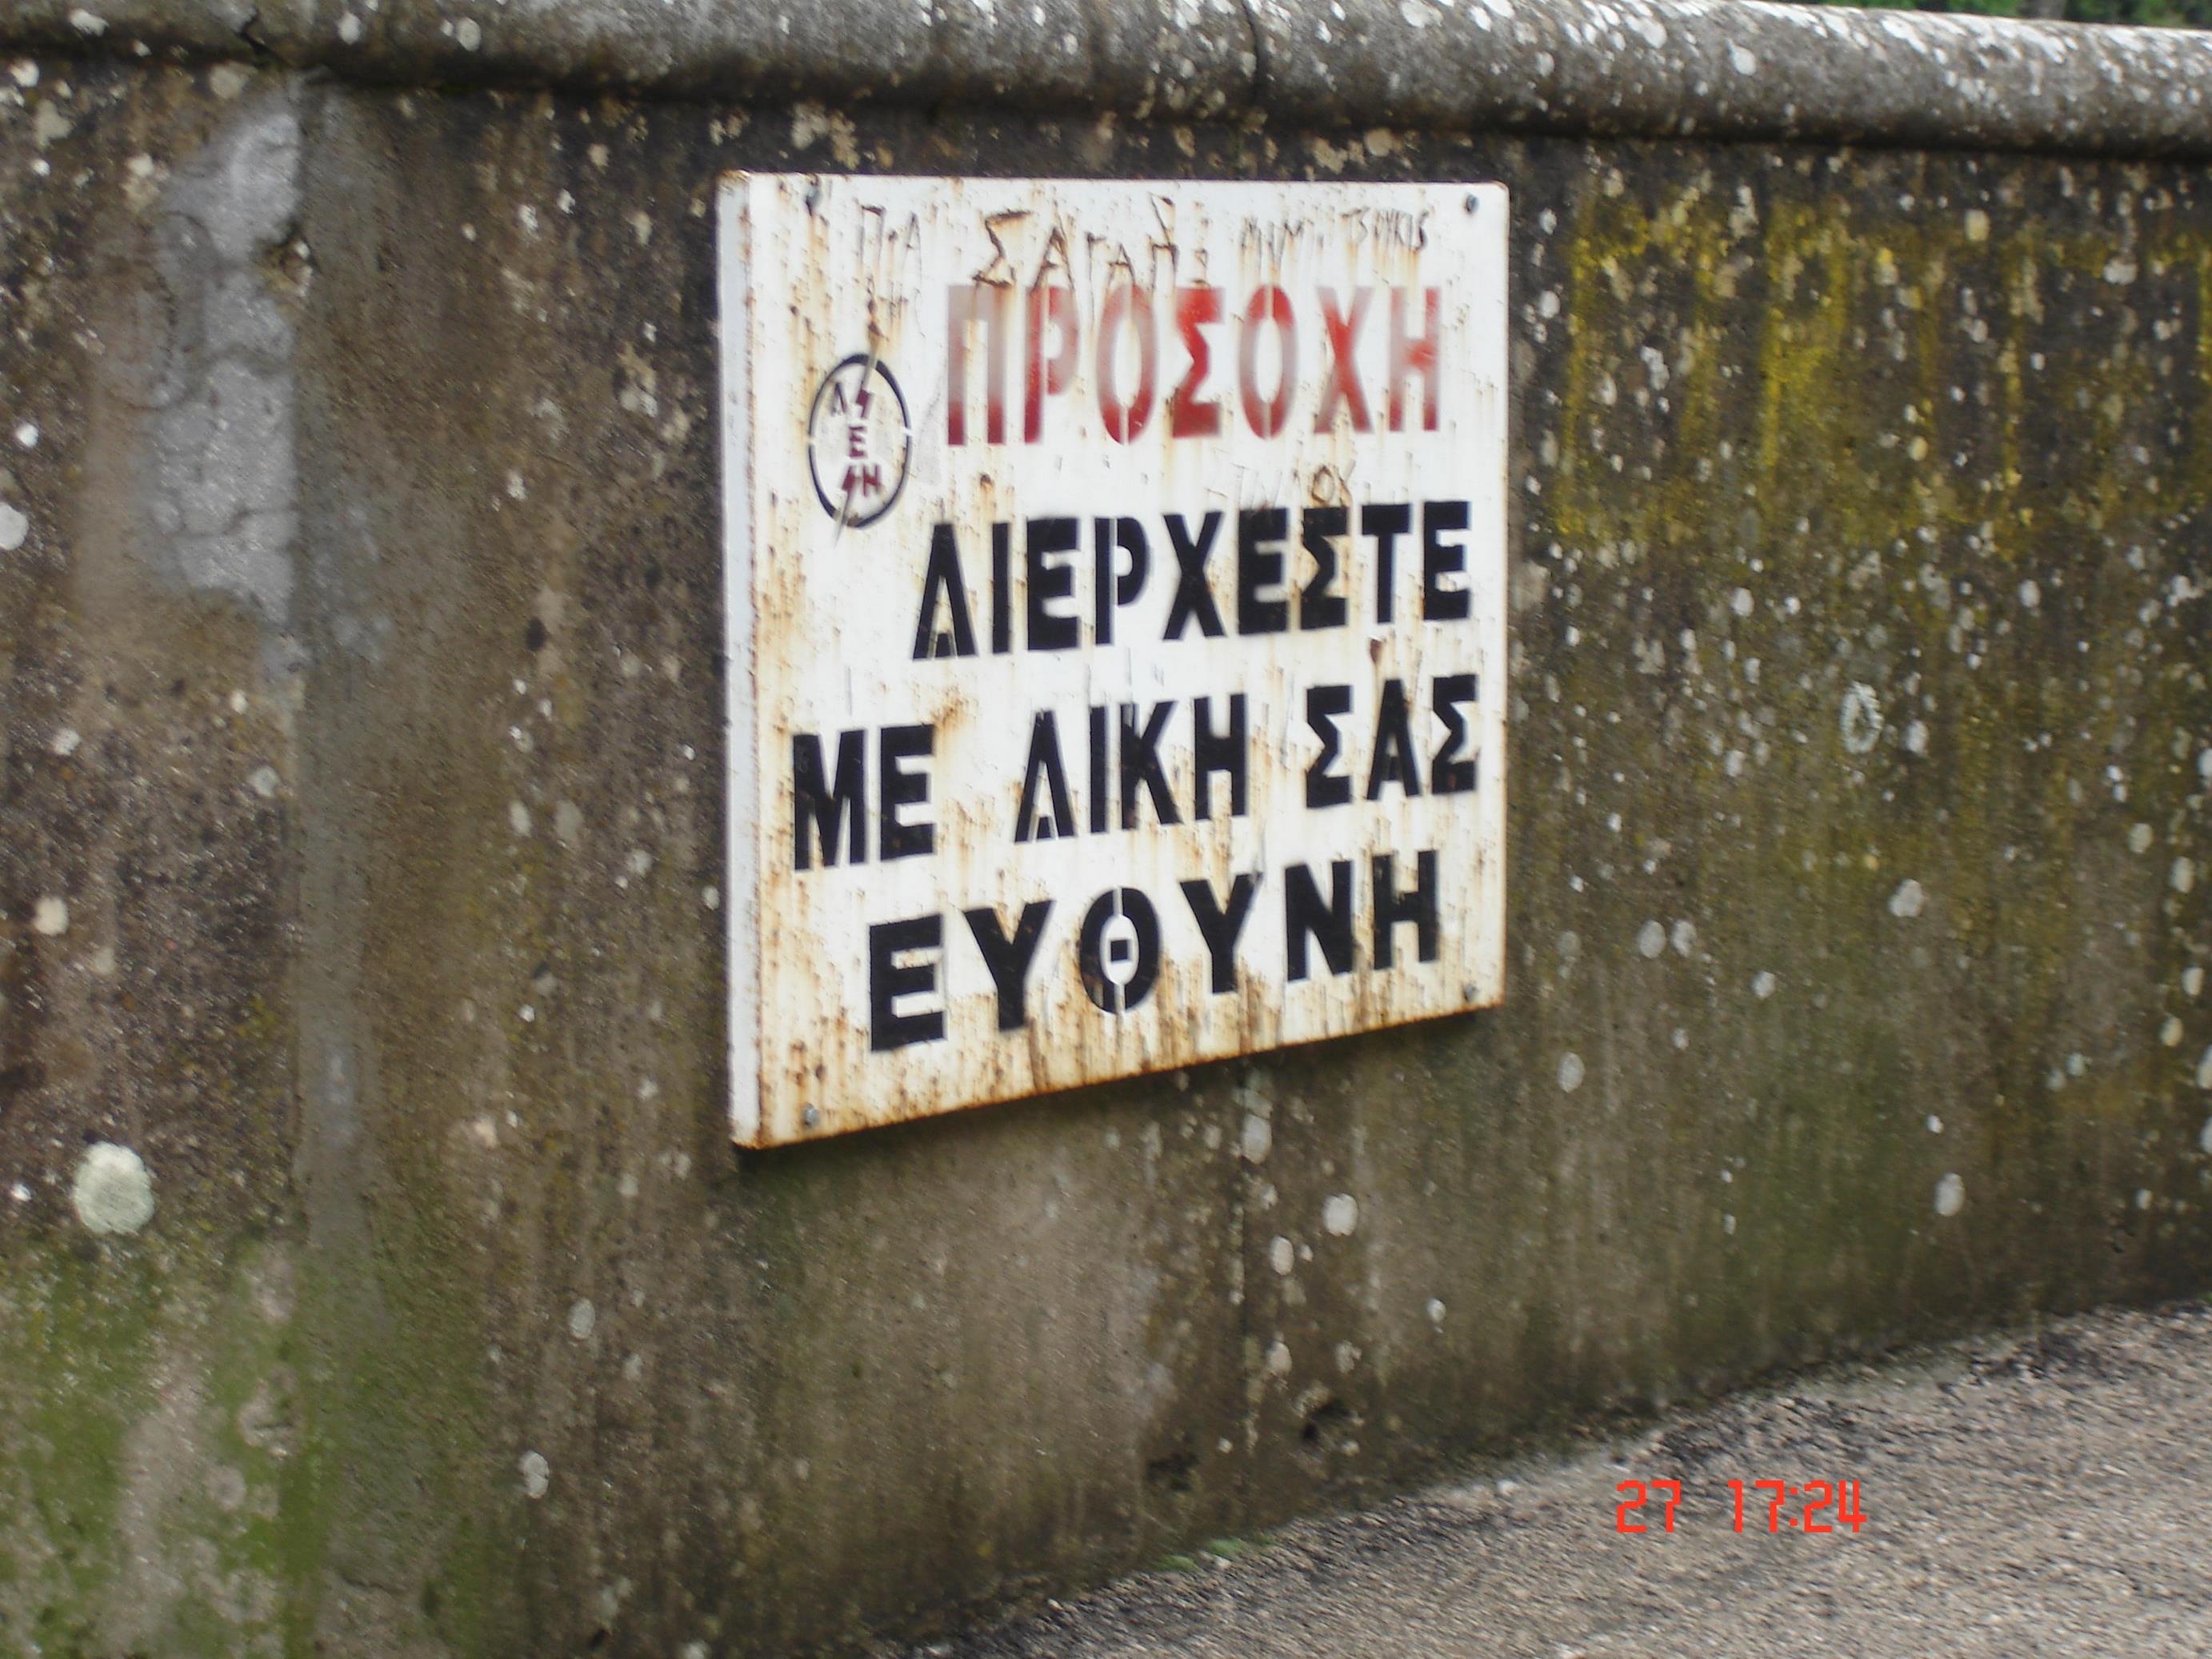 ΠΡΟΣΟΧΗ
Δ
Ε
Η
ΔΙΕΡΧΕΣΤΕ
ΜΕ ΔΙΚΗ ΣΑΣ
ΕΥΘΥΝΗ
27 17:24